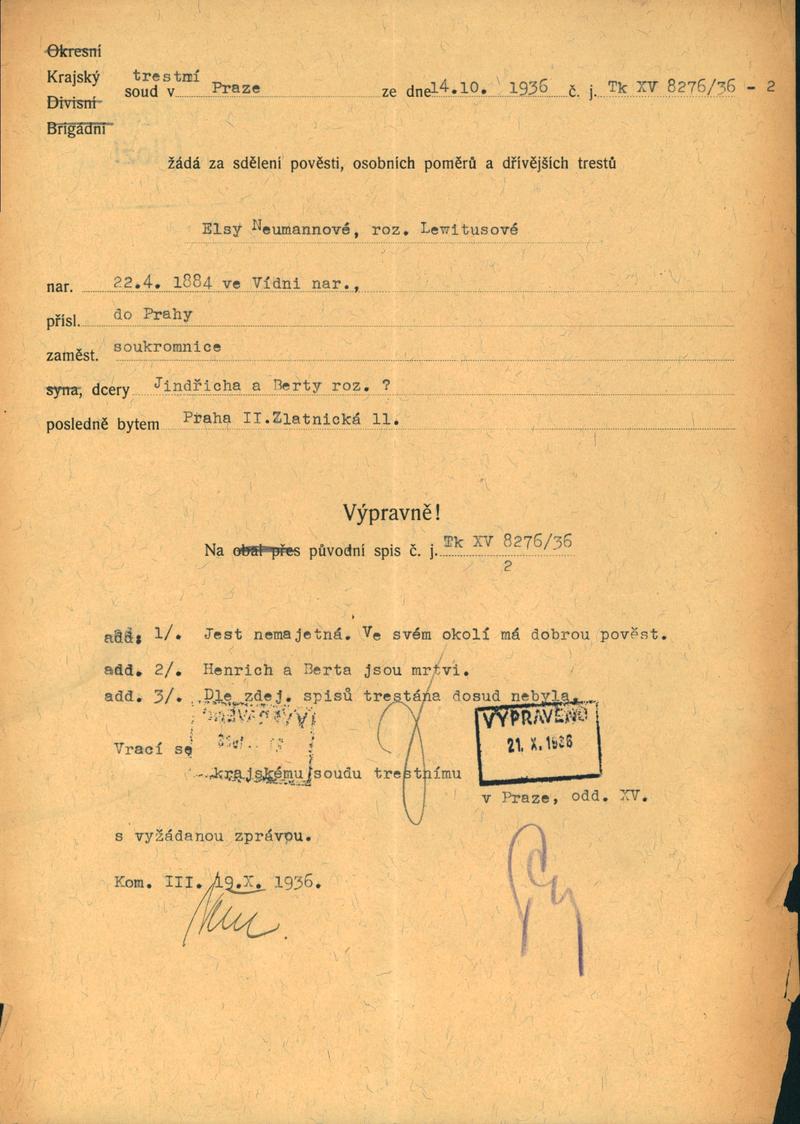 Okresní
Krajský trestmí
Divisní soud v Praze ze dne 14.10. 1936 č. j. Tk XV 8276/36 - 2
Brigádní
žádá za sdělení pověsti, osobních poměrů a dřívějších trestů
Elsy Neumannové, roz. Lewitusové
nar. 22.4. 1884 ve Vídni nar.,
přísl. do Prahy
zaměst. soukromnice
syna, dcery Jindřicha a Berty roz. ?
posledně bytem Praha II.Zlatnická 11.
Výpravně!
Na obal přes původní spis č. j. Tk XV 8276/36
2
add. 1/. Jest nemajetná. Ve svém okolí má dobrou pověst.
add. 2/. Henrich a Berta jsou mrtvi.
add. 3/. Dle zdej. spisů trestána dosud nebyla.
VYPRAVENO
21. X. 1936
Vrací se
krajskému soudu trestnímu
v Praze, odd. XV.
s vyžádanou zprávou.
Kom. III. 19.X. 1936.